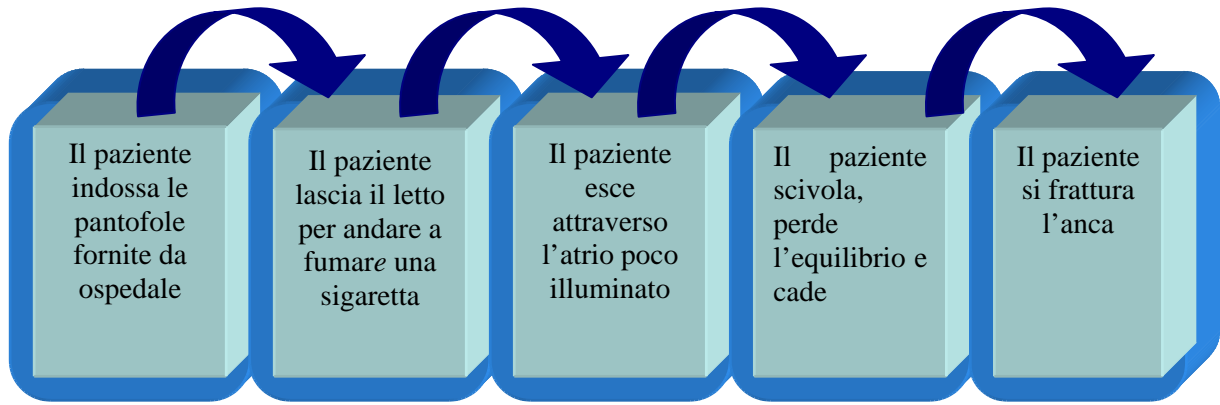 Il paziente
indossa le
pantofole
fornite da
ospedale
Il paziente
lascia il letto
per andare a
fumare una
sigaretta
Il paziente
esce
attraverso
l’atrio poco
illuminato
Il paziente
scivola,
perde
l’equilibrio e
cade
Il paziente
si frattura
l’anca